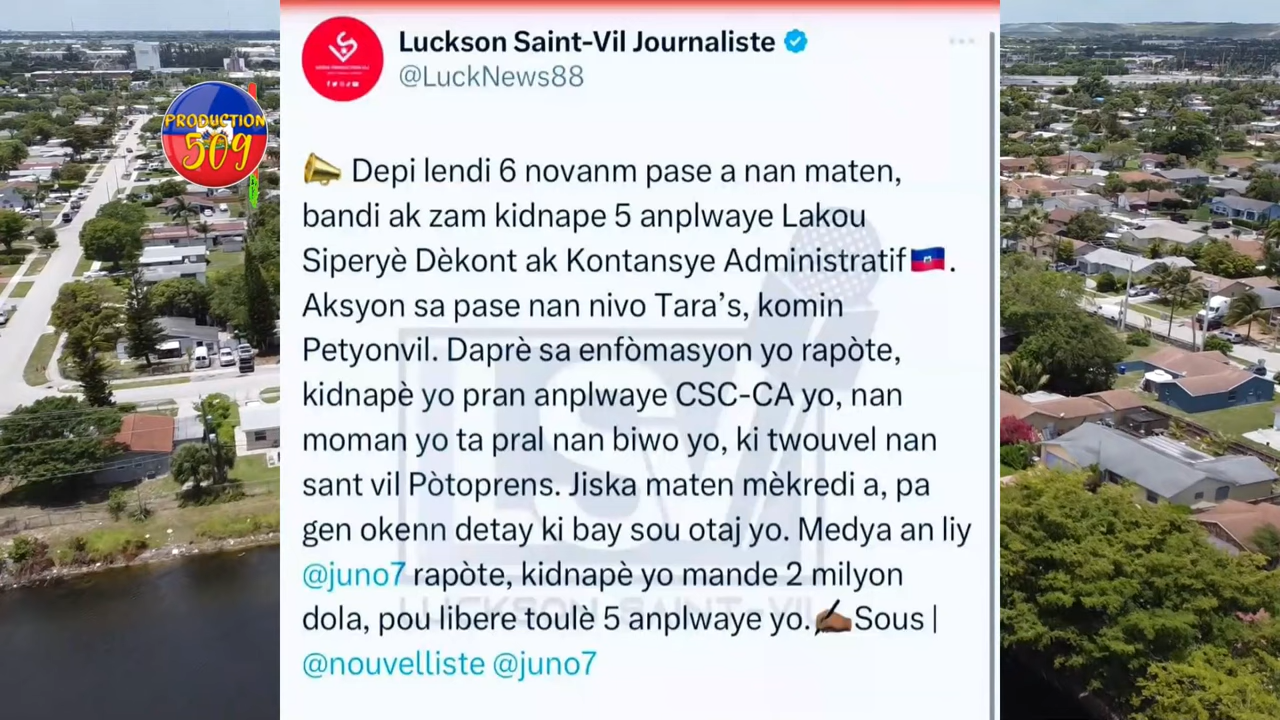 Luckson Saint-Vil Journaliste
@LuckNews88
PRODUCTION
509
Depi lendi 6 novanm pase a nan maten,
bandi ak zam kidnape 5 anplwaye Lakou
Siperyè Dèkont ak Kontansye Administratif.
Aksyon sa pase nan nivo Tara’s, komin
Petyonvil. Daprè sa enfòmasyon yo rapòte,
kidnapè yo pran anplwaye CSC-CA yo, nan
moman yo ta pral nan biwo yo, ki twouvel nan
sant vil Pòtoprens. Jiska maten mèkredi a, pa
gen okenn detay ki bay sou otaj yo. Medya an liy
@juno7 rapòte, kidnapè yo mande 2 milyon
dola, pou libere toulè 5 anplwaye yo. Sous |
@nouvelliste @juno7
LSV
LUCKSON SAINT-VIL